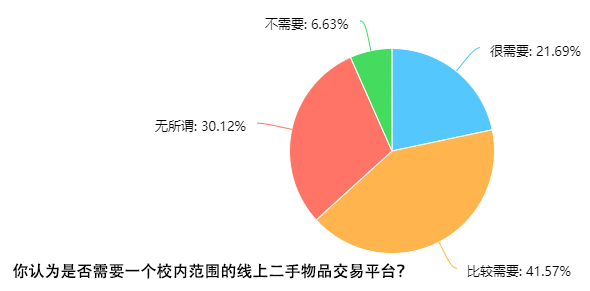 不需要: 6.63%
很需要: 21.69%
无所谓: 30.12%
比较需要: 41.57%
你认为是否需要一个校内范围的线上二手物品交易平台?